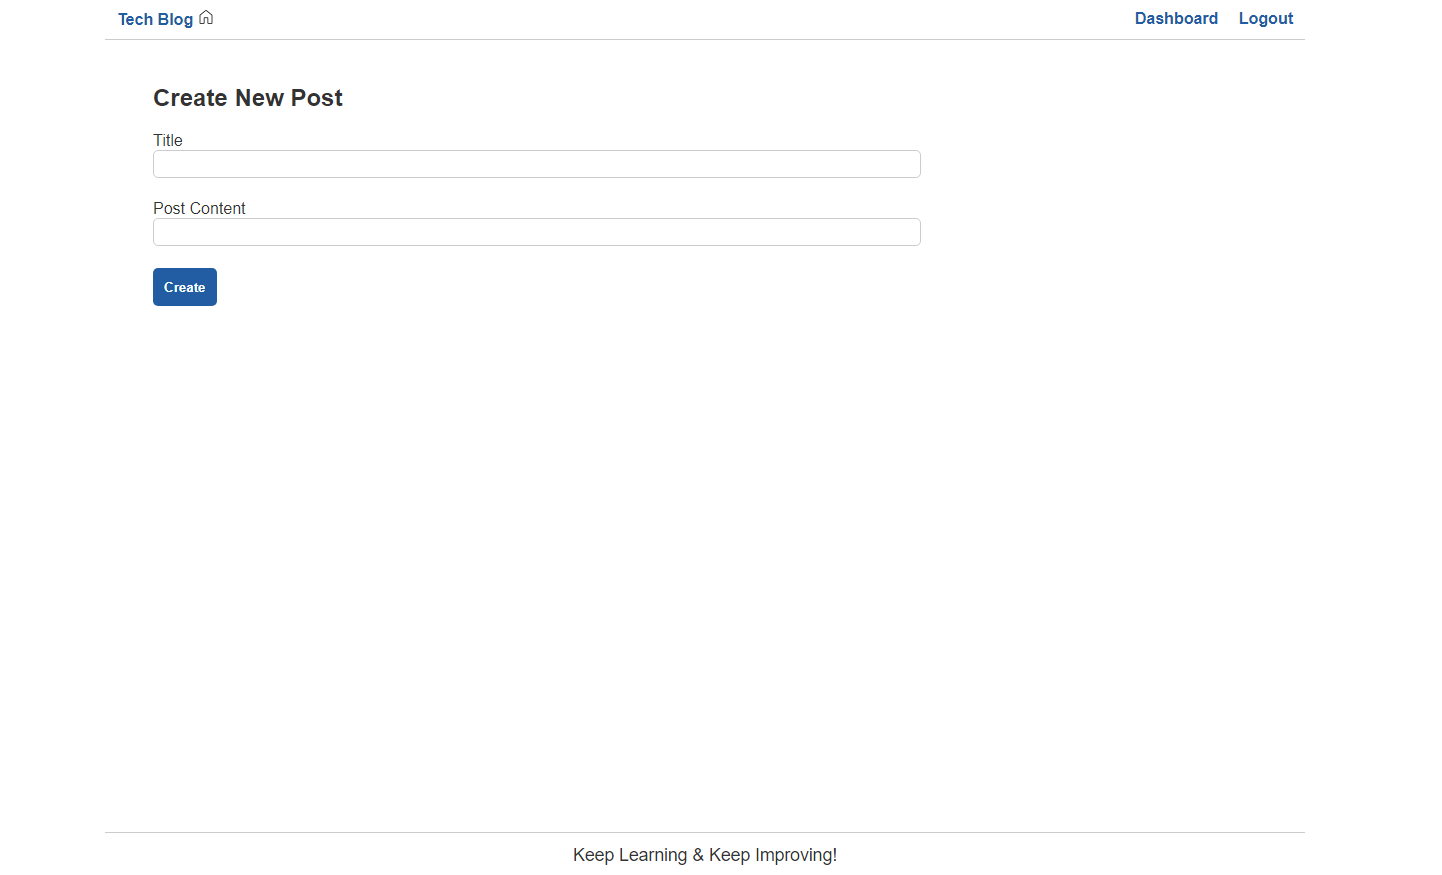 Tech Blog
Dashboard Logout
Create New Post
Title
Post Content
Create
Keep Learning & Keep Improving!